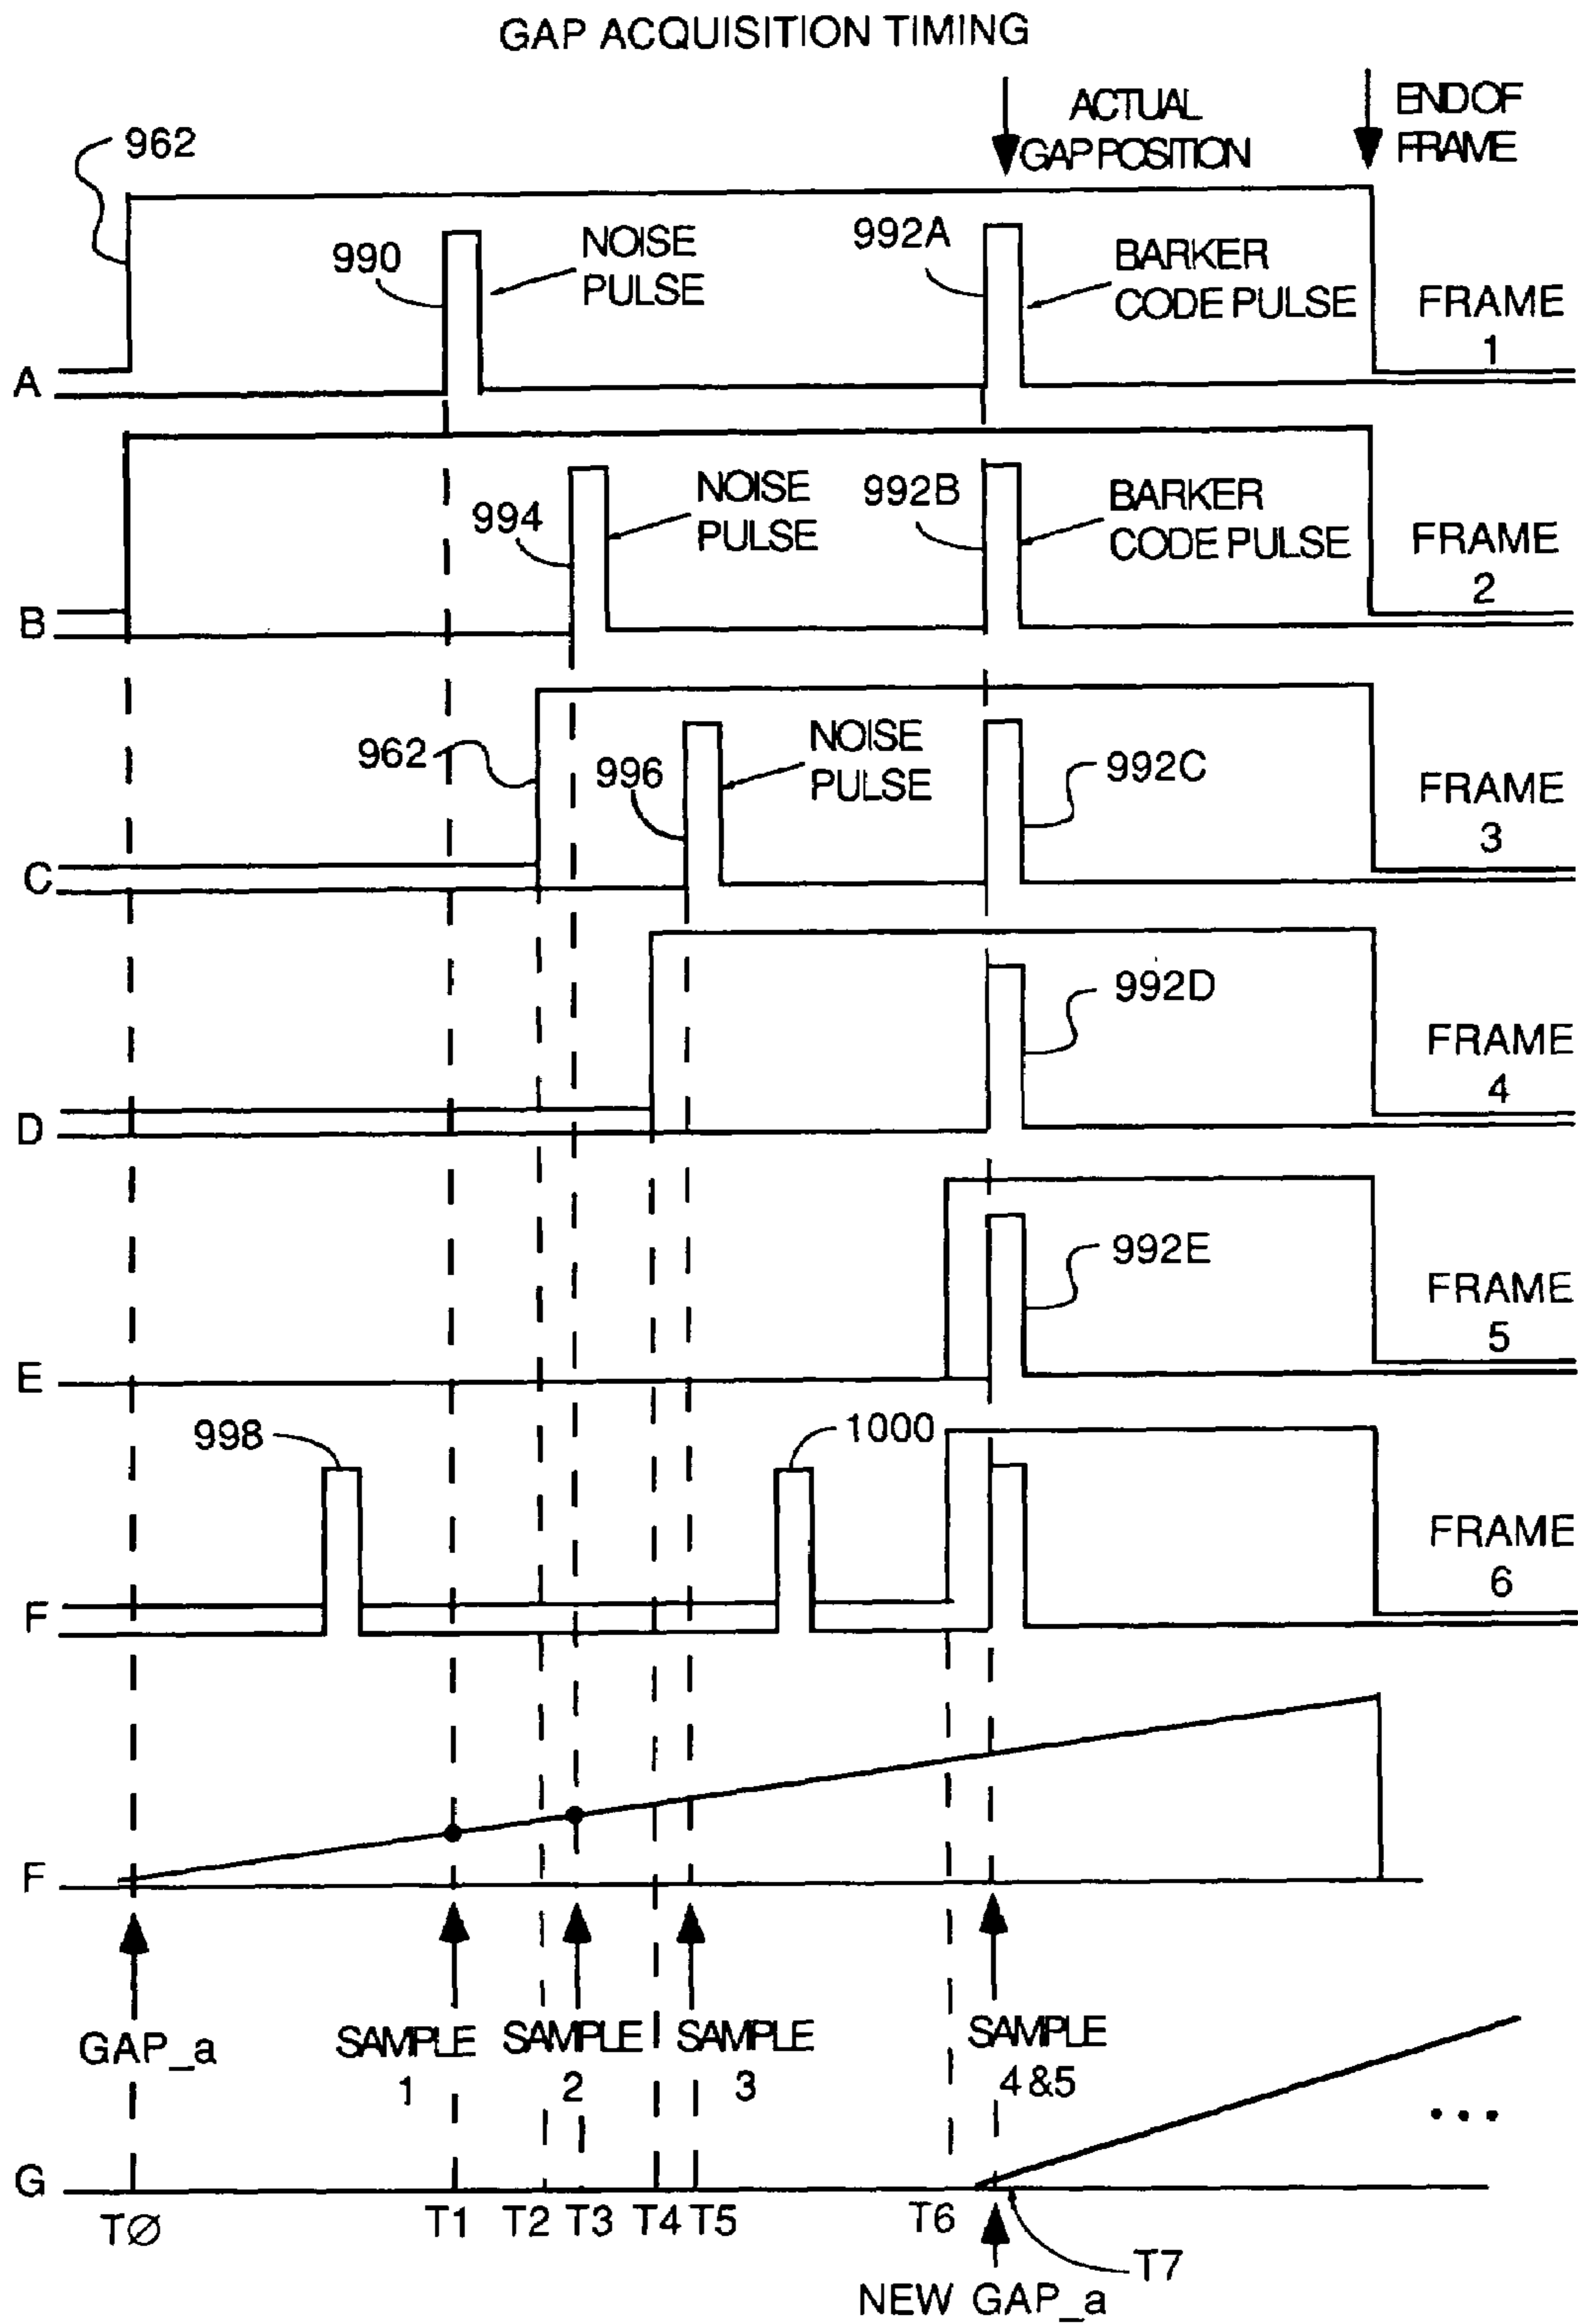 GAP ACQUISITION TIMING
ACTUAL
GAP POSITION
END OF
FRAME
962
990
NOISE
PULSE
992A
BARKER
CODE PULSE
FRAME
1
A
994
NOISE
PULSE
992B
BARKER
CODE PULSE
FRAME
2
B
962
996
NOISE
PULSE
992C
FRAME
3
C
992D
FRAME
4
D
992E
FRAME
5
E
998
1000
FRAME
6
F
F
GAP_a
SAMPLE
1
SAMPLE
2
SAMPLE
3
SAMPLE
4&5
...
G
TØ
T1
T2
T3
T4
T5
T6
T7
NEW GAP_a